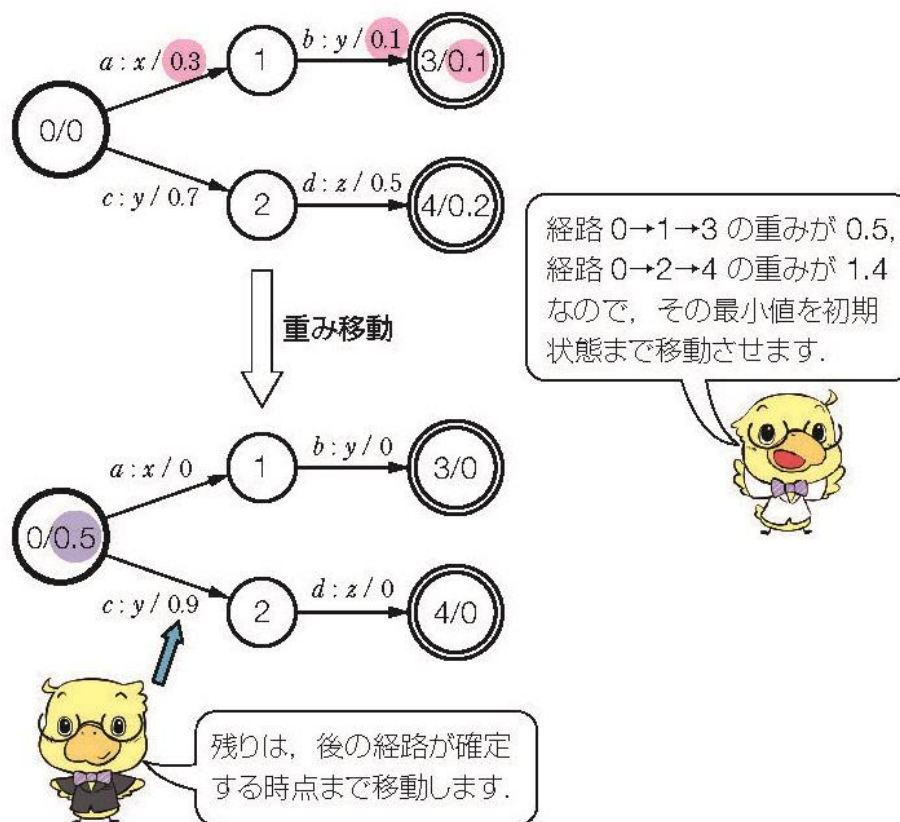 a : x / 0.3
1
b : y / 0.1
3/0.1
0/0
c : y / 0.7
2
d : z / 0.5
4/0.2
重み移動
経路 0→1→3 の重みが 0.5,
経路 0→2→4 の重みが 1.4
なので，その最小値を初期
状態まで移動させます.
a : x / 0
1
b : y / 0
3/0
0/0.5
c : y / 0.9
2
d : z / 0
4/0
残りは，後の経路が確定
する時点まで移動します.